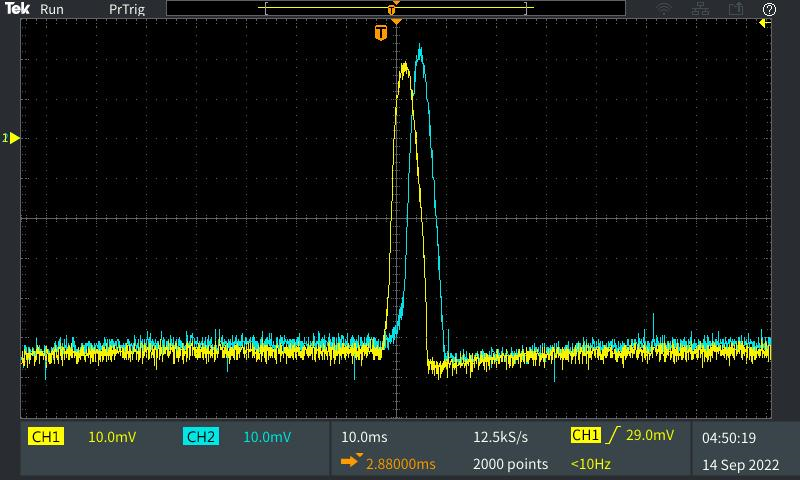 Tek Run PrTrig
T
T
1
CH1 10.0mV CH2 10.0mV 10.0ms 12.5kS/s CH1 29.0mV 04:50:19
2.88000ms 2000 points <10Hz 14 Sep 2022